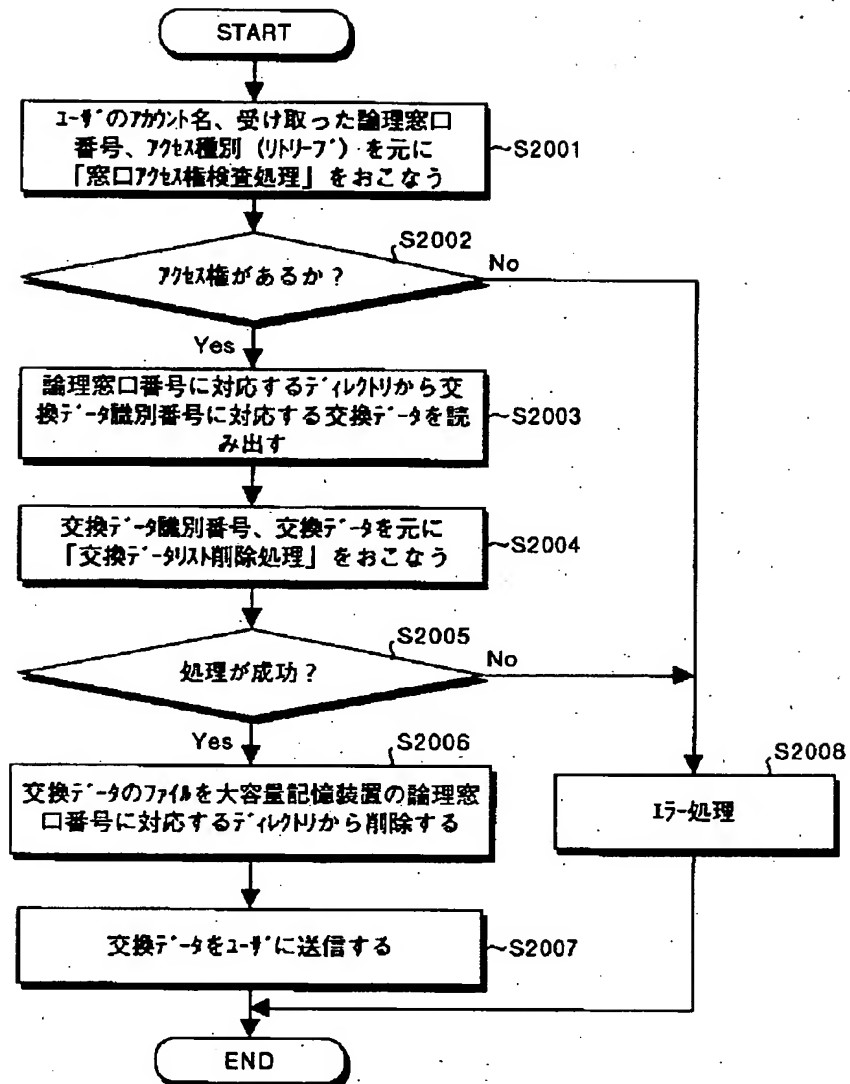 START
ユーザのアカウント名、受け取った論理窓口
番号、アクセス種別(リトリーブ)を元に
「窓口アクセス権検査処理」をおこなう
~S2001
S2002
アクセス権があるか?
No
Yes
論理窓口番号に対応するディレクトリから交
換データ識別番号に対応する交換データを読
み出す
~S2003
交換データ識別番号、交換データを元に
「交換データリスト削除処理」をおこなう
~S2004
S2005
処理が成功?
No
Yes
S2006
交換データのファイルを大容量記憶装置の論理窓
口番号に対応するディレクトリから削除する
S2008
エラー処理
交換データをユーザに送信する
~S2007
END